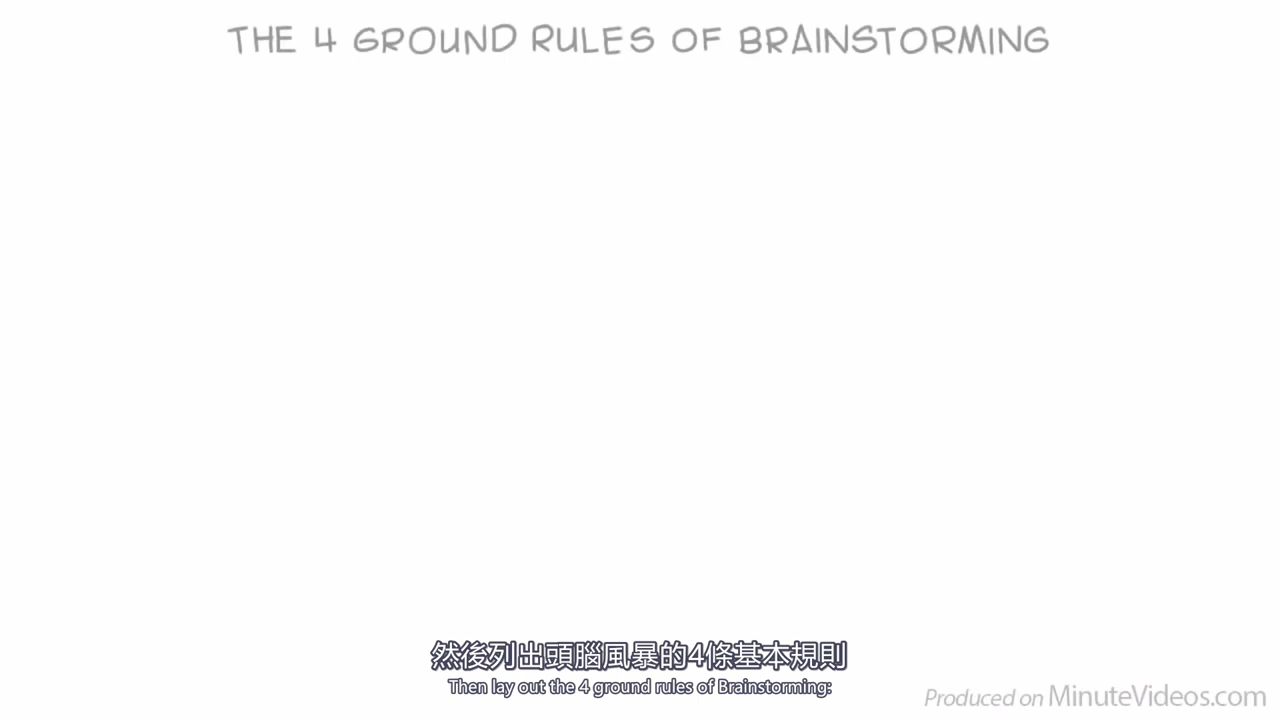 THE 4 GROUND RULES OF BRAINSTORMING
然後列出頭腦風暴的4條基本規則
Then lay out the 4 ground rules of Brainstorming:
Produced on MinuteVideos.com